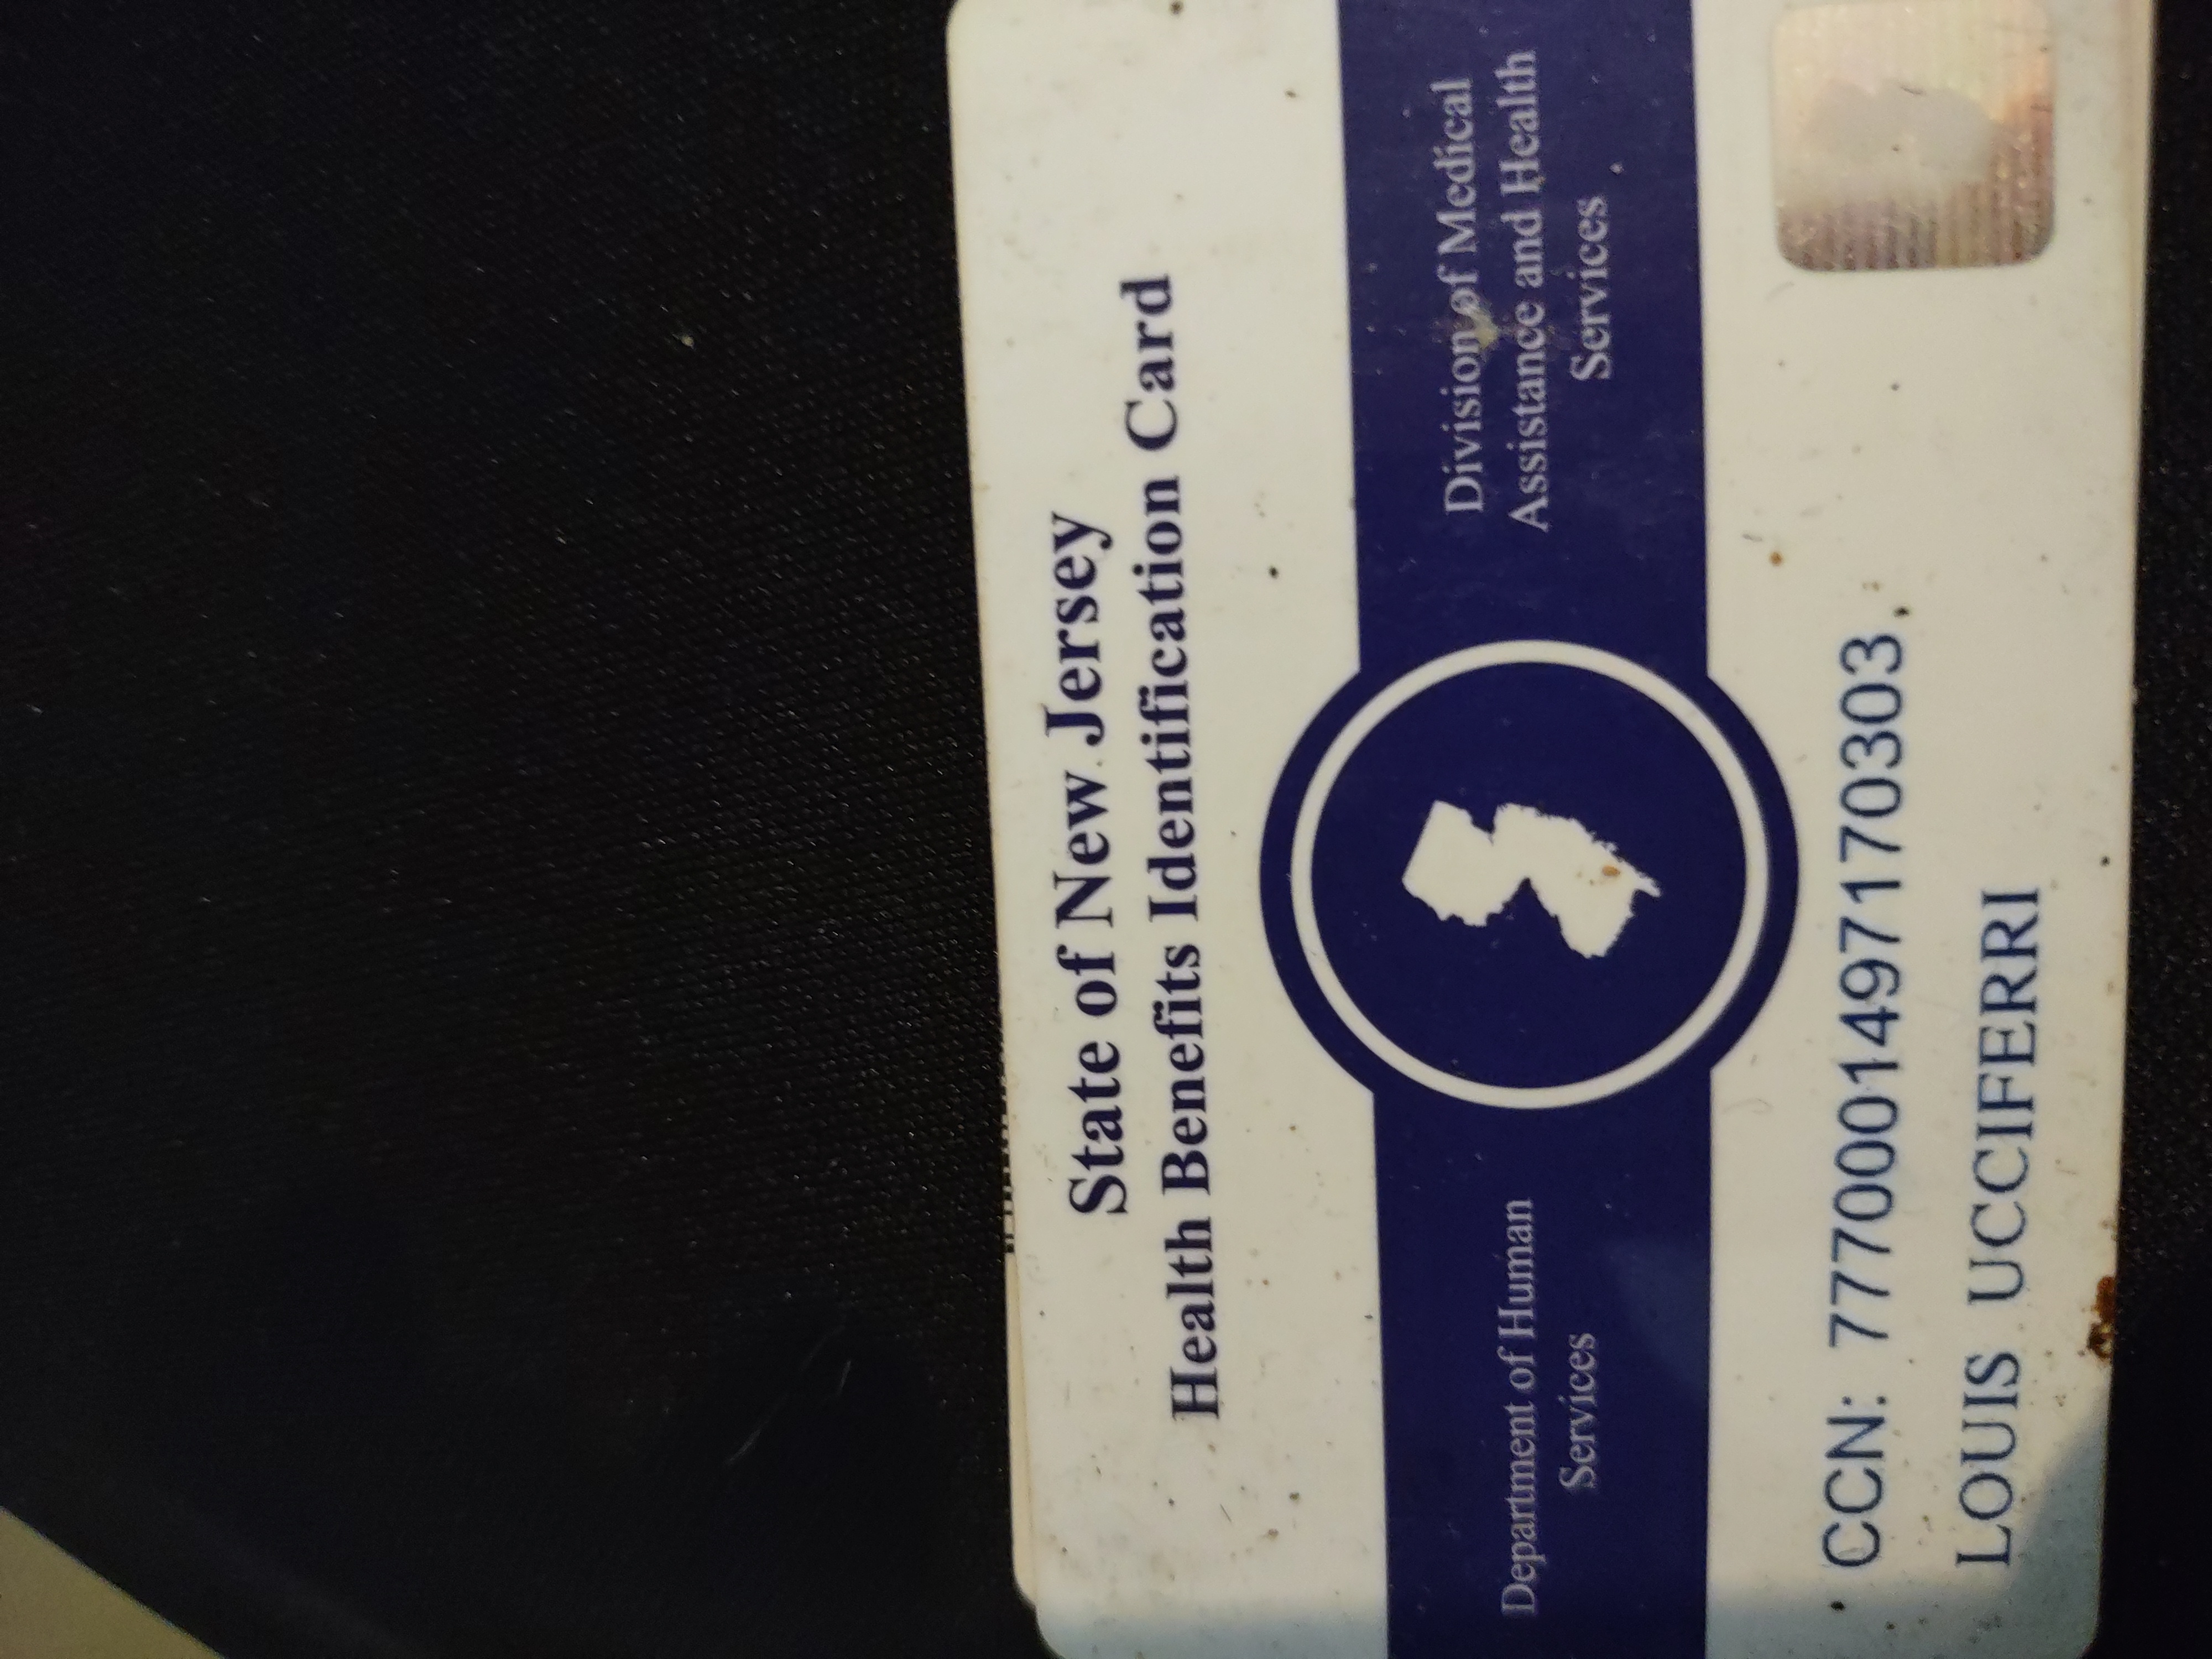 State of New Jersey
Health Benefits Identification Card
Department of Human
Services
Division of Medical
Assistance and Health
Services
CCN: 7770001497170303
LOUIS UCCIFERRI